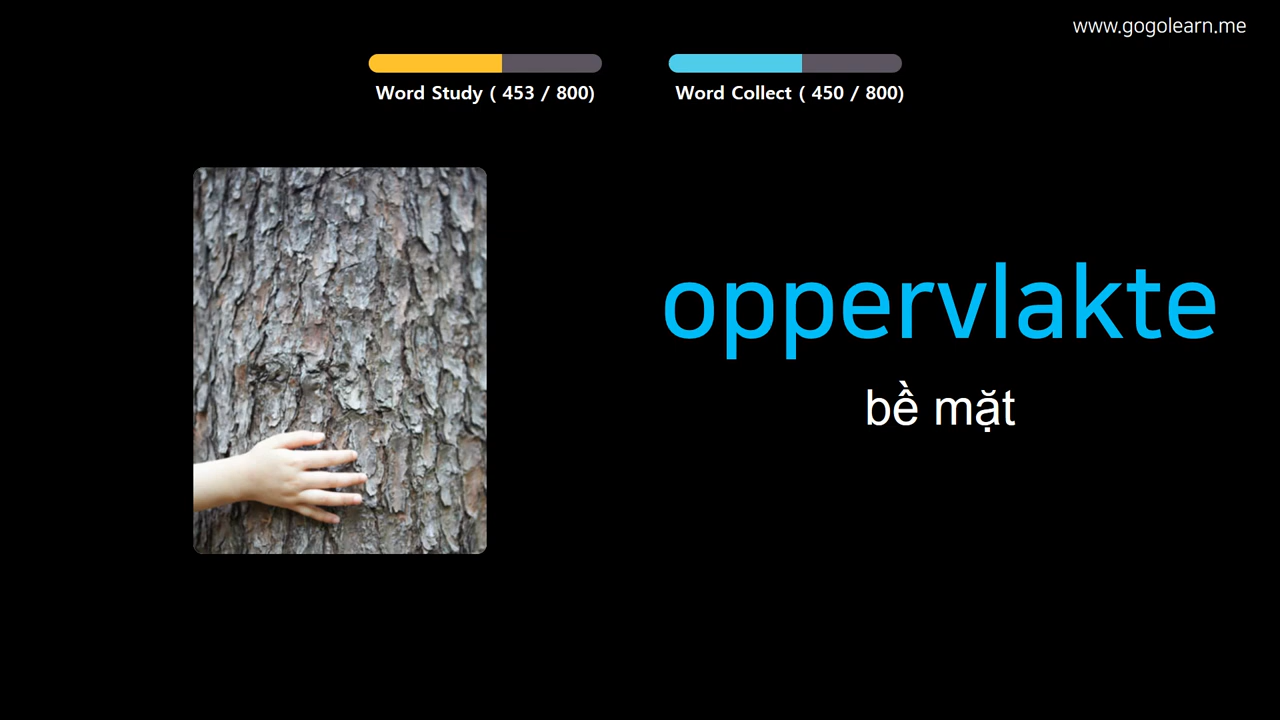 www.gogolearn.me
Word Study ( 453 / 800)
Word Collect ( 450 / 800)
oppervlakte
bề mặt